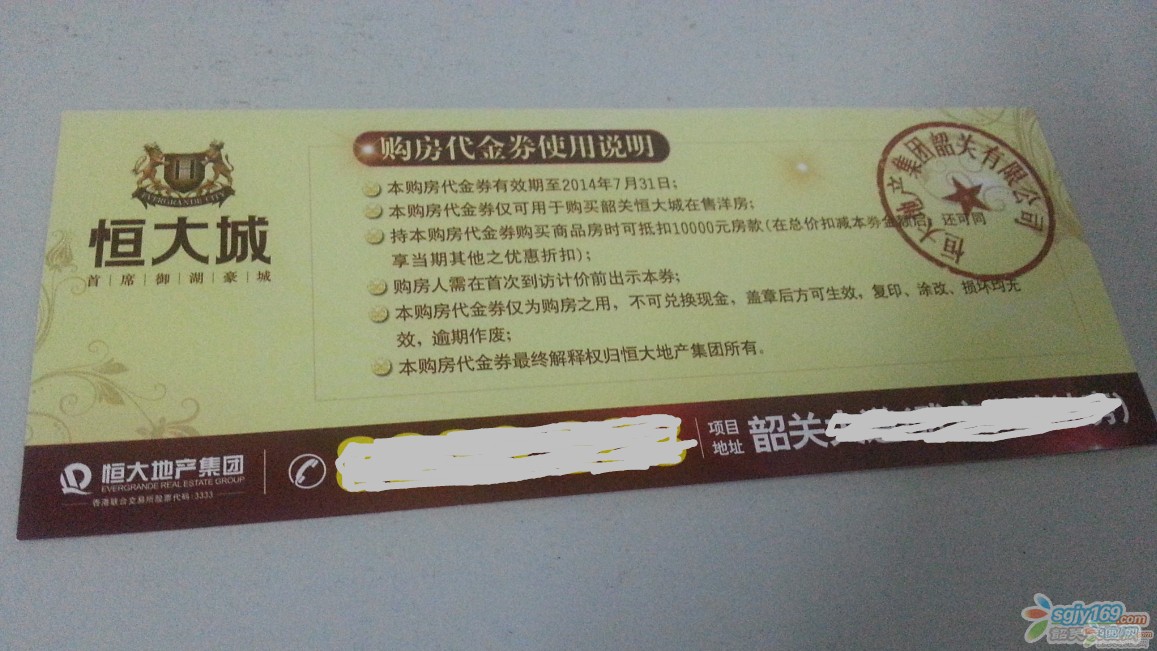 购房代金券使用说明
本购房代金券有效期至2014年7月31日;
本购房代金券仅可用于购买韶关恒大城在售洋房;
持本购房代金券购买商品房时可抵扣10000元房款(在总价扣减本券金额后,还可同
享当期其他之优惠折扣);
购房人需在首次到访计价前出示本券;
本购房代金券仅为购房之用，不可兑换现金，盖章后方可生效，复印、涂改、损坏均无
效，逾期作废;
本购房代金券最终解释权归恒大地产集团所有。
EVERGRANDE CITY
恒大城
首席御湖豪城
恒大地产集团韶关有限公司
恒大地产集团
EVERGRANDE REAL ESTATE GROUP
香港联合交易所股票代码:3333
项目
地址
韶关
sgjy169.com